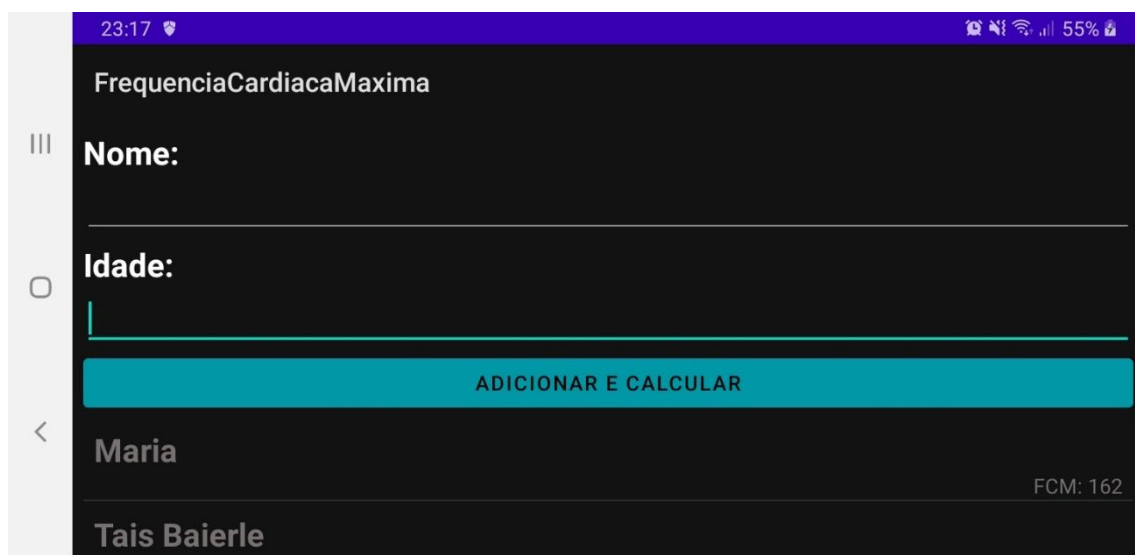 23:17
55%
FrequenciaCardiacaMaxima
Nome:
Idade:
ADICIONAR E CALCULAR
Maria
FCM: 162
Tais Baierle